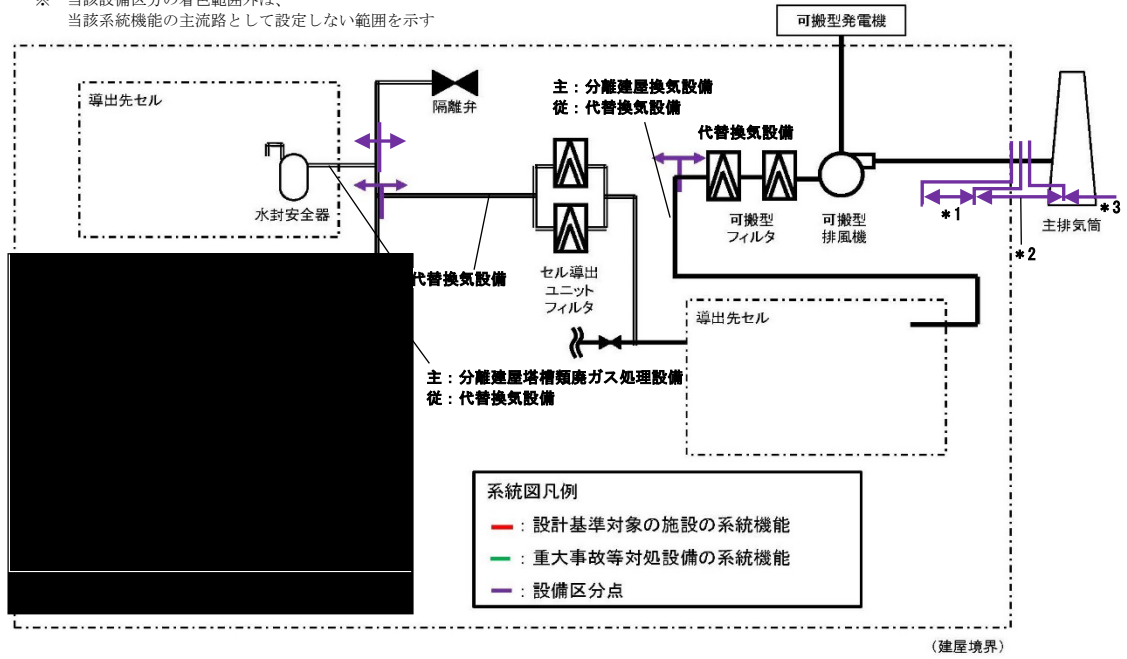 ※　当該設備区分の着色範囲外は、
当該系統機能の主流路として設定しない範囲を示す
可搬型発電機
導出先セル
隔離弁
水封安全器
主：分離建屋換気設備
従：代替換気設備
代替換気設備
可搬型
フィルタ
可搬型
排風機
*1
*2
*3
主排気筒
代替換気設備
セル導出
ユニット
フィルタ
導出先セル
主：分離建屋塔槽類廃ガス処理設備
従：代替換気設備
系統図凡例
：設計基準対象の施設の系統機能
：重大事故等対処設備の系統機能
：設備区分点
（建屋境界）